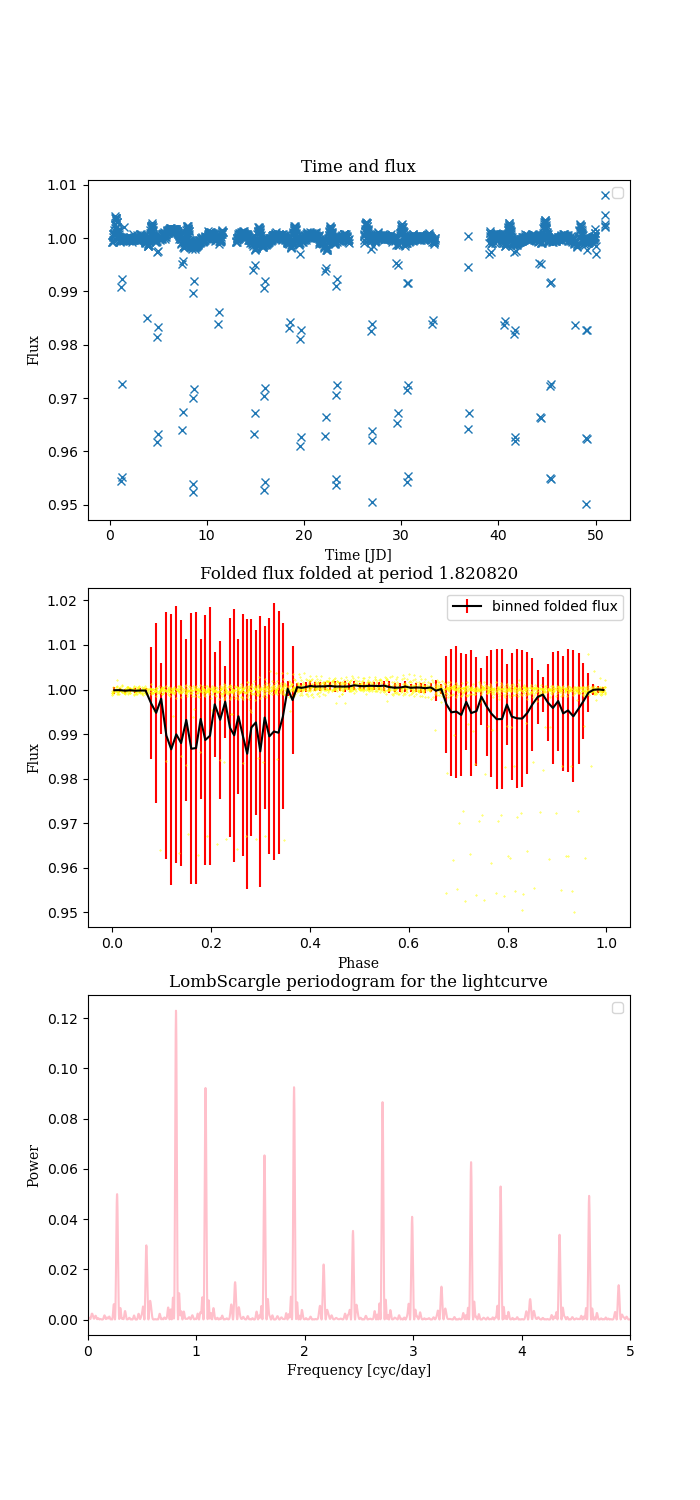 Time and flux
1.01
1.00
0.99
0.98
0.97
0.96
0.95
Flux
0 10 20 30 40 50
Time [JD]
Folded flux folded at period 1.820820
binned folded flux
1.02
1.01
1.00
0.99
0.98
0.97
0.96
0.95
Flux
0.0 0.2 0.4 0.6 0.8 1.0
Phase
LombScargle periodogram for the lightcurve
0.12
0.10
0.08
0.06
0.04
0.02
0.00
Power
0 1 2 3 4 5
Frequency [cyc/day]